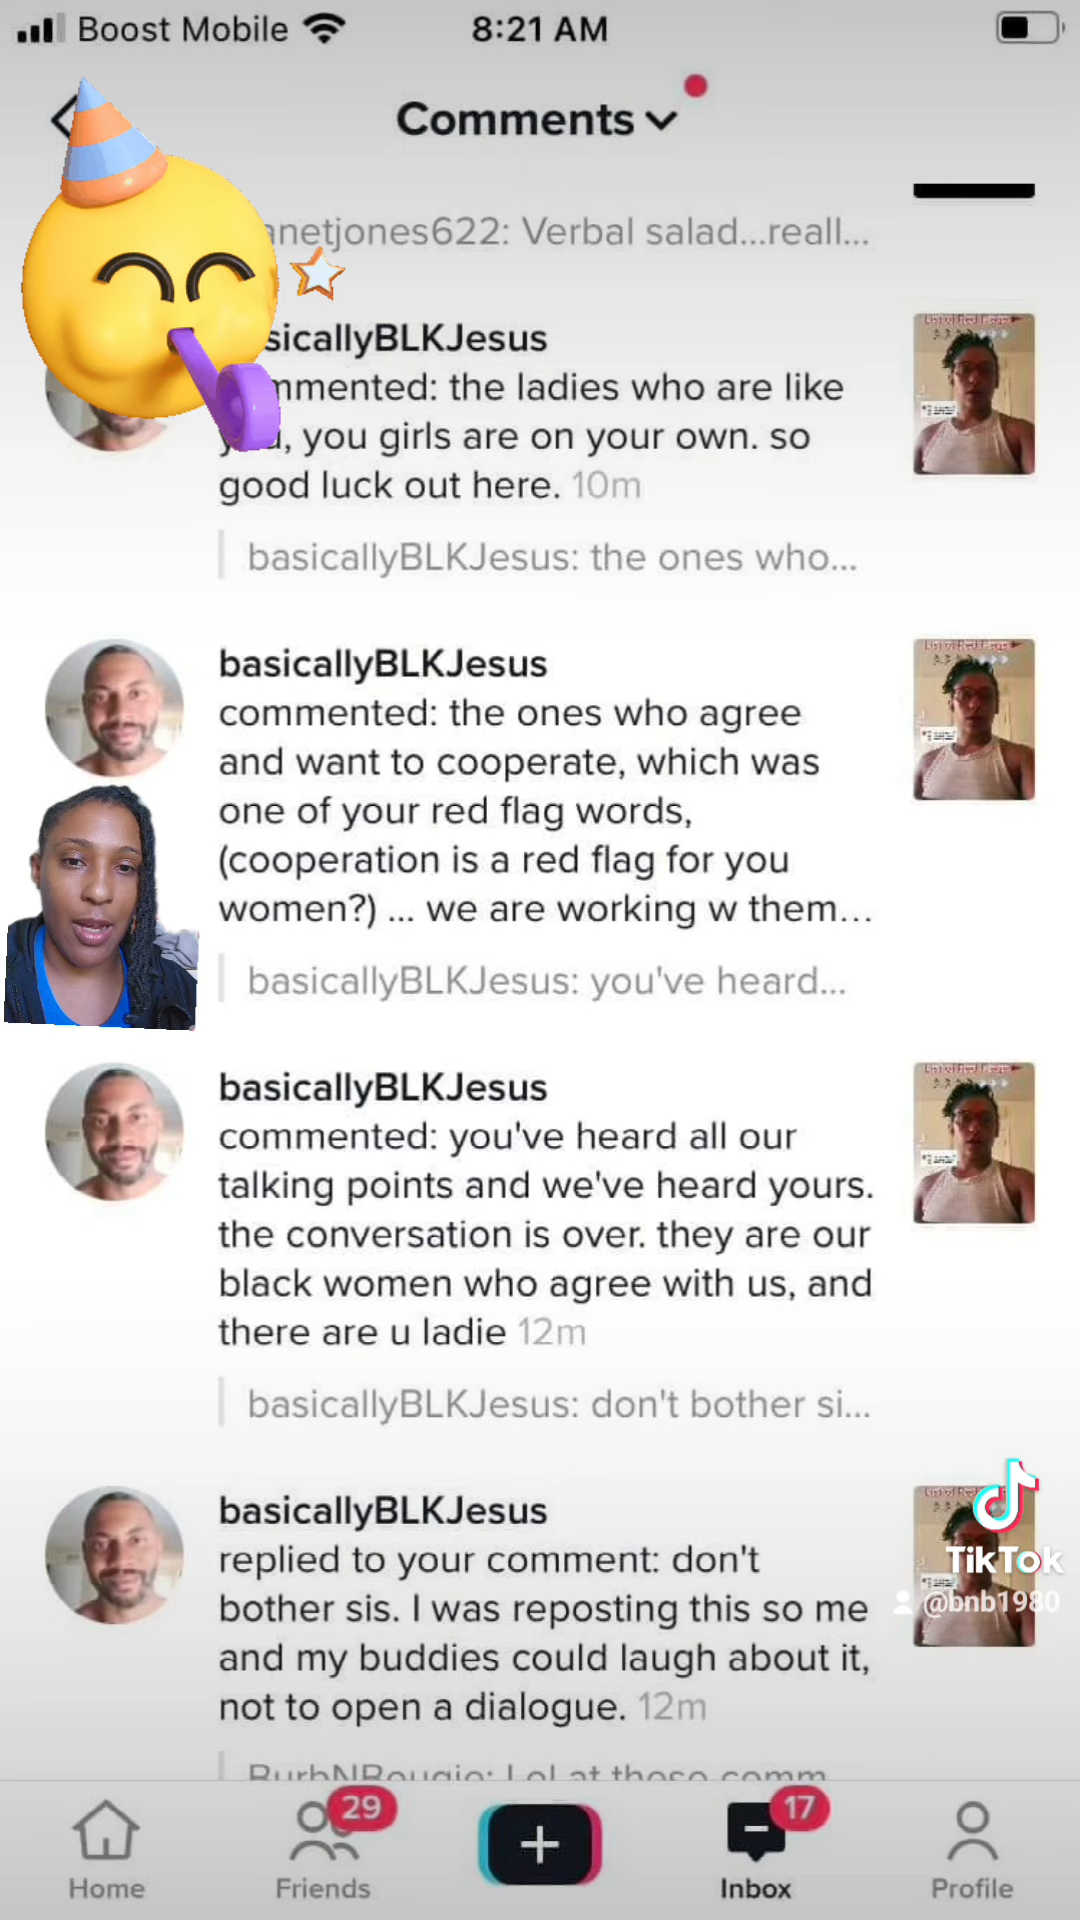 Boost Mobile
8:21 AM
Comments
anetjones622: Verbal salad...reall...
sicallyBLKJesus
mmented: the ladies who are like
, you girls are on your own. so
good luck out here. 10m
basicallyBLKJesus: the ones who...
basicallyBLKJesus
commented: the ones who agree
and want to cooperate, which was
one of your red flag words,
(cooperation is a red flag for you
women?) ... we are working w them...
basicallyBLKJesus: you've heard...
basicallyBLKJesus
commented: you've heard all our
talking points and we've heard yours.
the conversation is over. they are our
black women who agree with us, and
there are u ladie 12m
basicallyBLKJesus: don't bother si...
basicallyBLKJesus
replied to your comment: don't
bother sis. I was reposting this so me
and my buddies could laugh about it,
not to open a dialogue. 12m
BurbNBougie: Lol at these comm
TikTok
@bnb1980
29
17
Home
Friends
Inbox
Profile